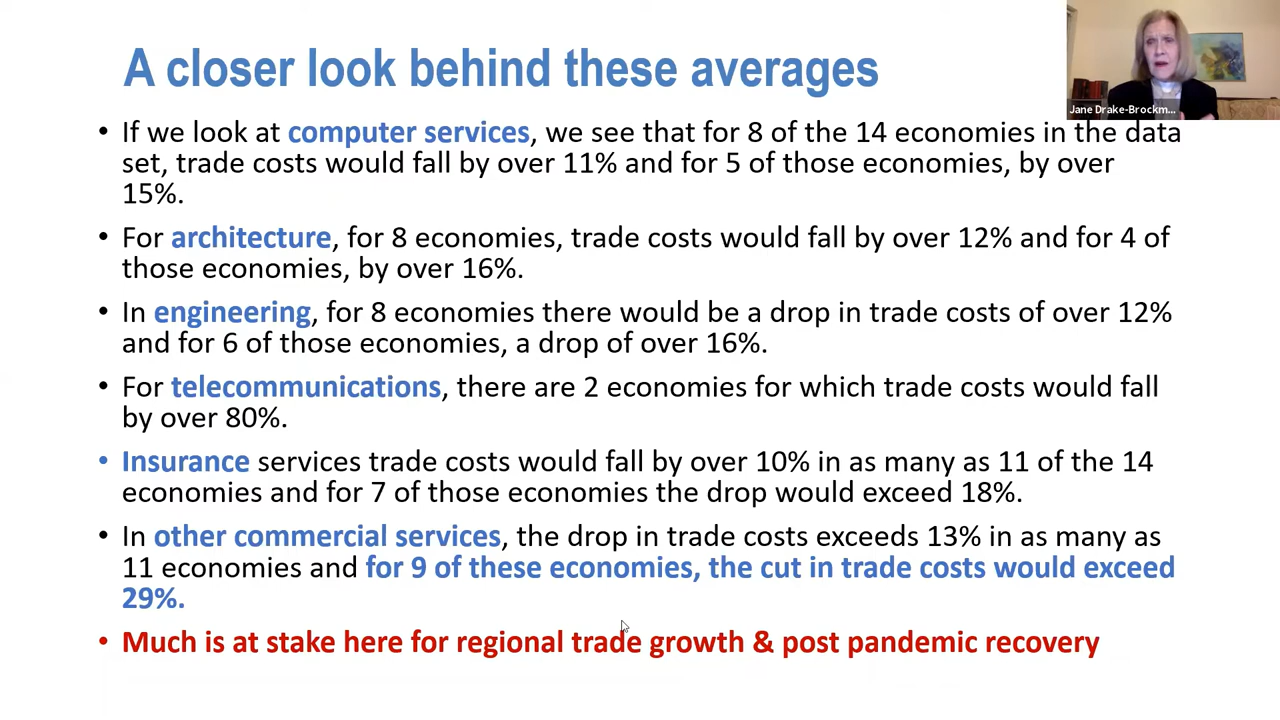 A closer look behind these averages
Jane Drake-Brockm...
• If we look at computer services, we see that for 8 of the 14 economies in the data
set, trade costs would fall by over 11% and for 5 of those economies, by over
15%.
• For architecture, for 8 economies, trade costs would fall by over 12% and for 4 of
those economies, by over 16%.
• In engineering, for 8 economies there would be a drop in trade costs of over 12%
and for 6 of those economies, a drop of over 16%.
• For telecommunications, there are 2 economies for which trade costs would fall
by over 80%.
• Insurance services trade costs would fall by over 10% in as many as 11 of the 14
economies and for 7 of those economies the drop would exceed 18%.
• In other commercial services, the drop in trade costs exceeds 13% in as many as
11 economies and for 9 of these economies, the cut in trade costs would exceed
29%.
• Much is at stake here for regional trade growth & post pandemic recovery